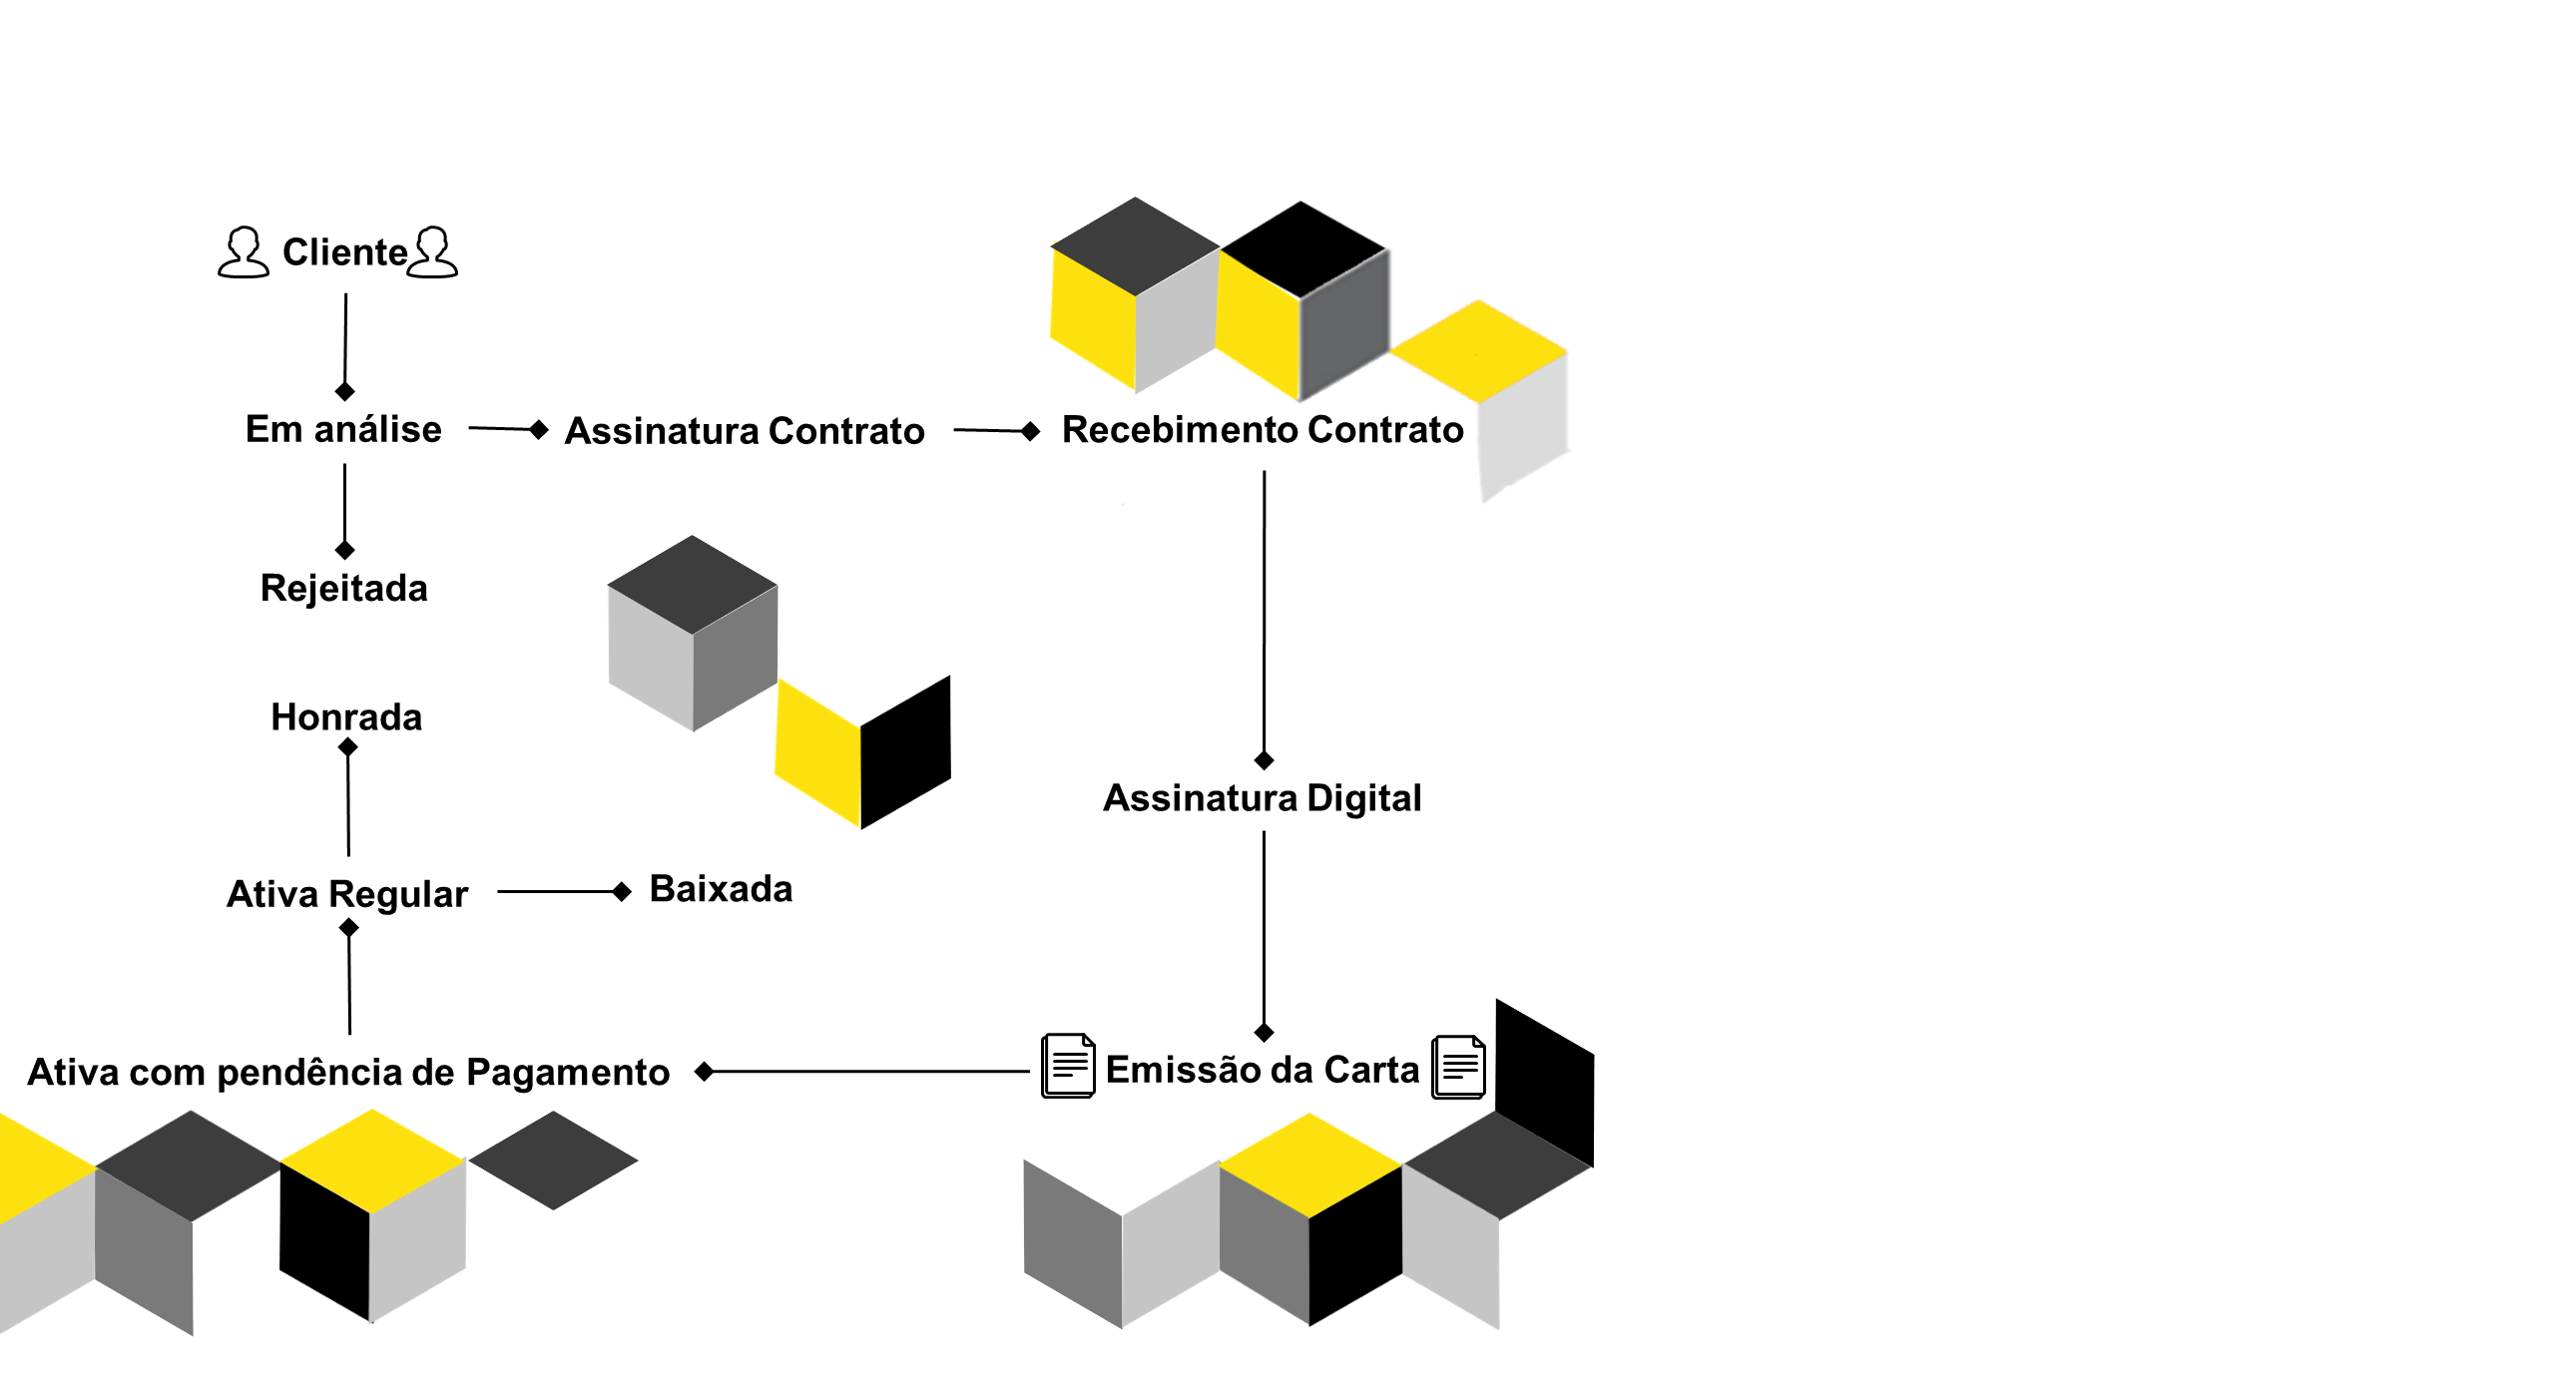 Cliente
Em análise
Assinatura Contrato
Recebimento Contrato
Rejeitada
Honrada
Assinatura Digital
Ativa Regular
Baixada
Ativa com pendência de Pagamento
Emissão da Carta